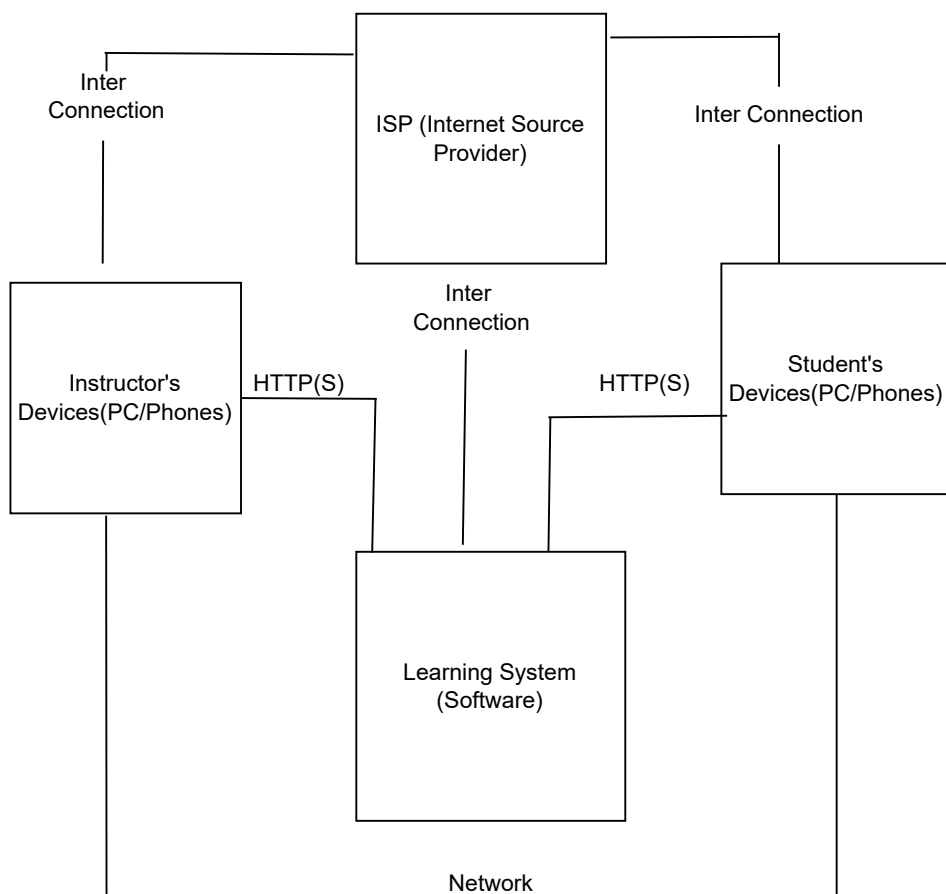 Inter
Connection
ISP (Internet Source
Provider)
Inter Connection
Inter
Connection
Instructor's
Devices(PC/Phones)
HTTP(S)
HTTP(S)
Student's
Devices(PC/Phones)
Learning System
(Software)
Network